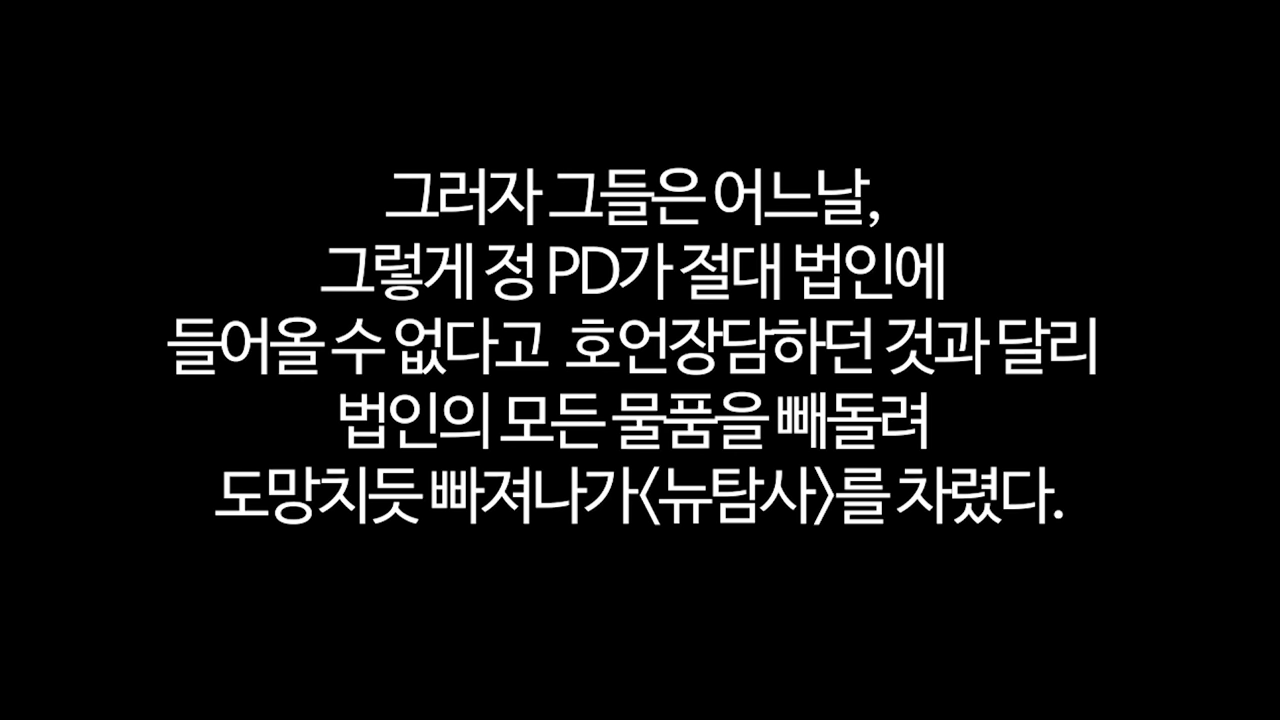 그러자 그들은 어느날,
그렇게 정 PD가 절대 법인에
들어올 수 없다고 호언장담하던 것과 달리
법인의 모든 물품을 빼돌려
도망치듯 빠져나가<뉴탐사>를 차렸다.